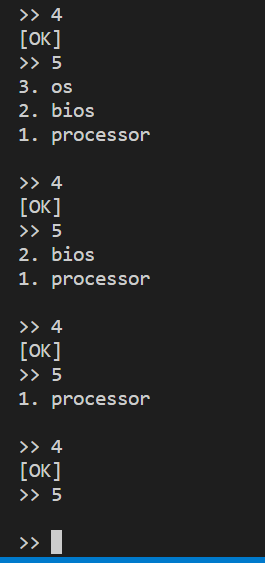 >> 4
[OK]
>> 5
3. os
2. bios
1. processor
>> 4
[OK]
>> 5
2. bios
1. processor
>> 4
[OK]
>> 5
1. processor
>> 4
[OK]
>> 5
>>